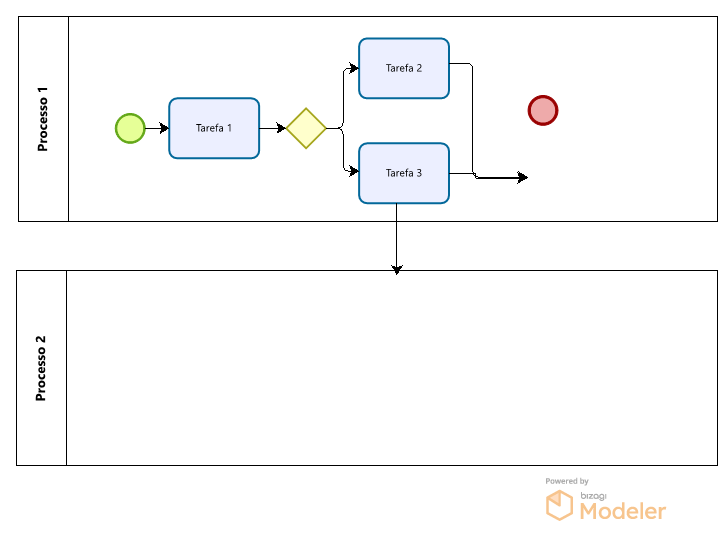 Processo 1
Tarefa 1
Tarefa 2
Tarefa 3
Processo 2
Powered by
bizagi
Modeler